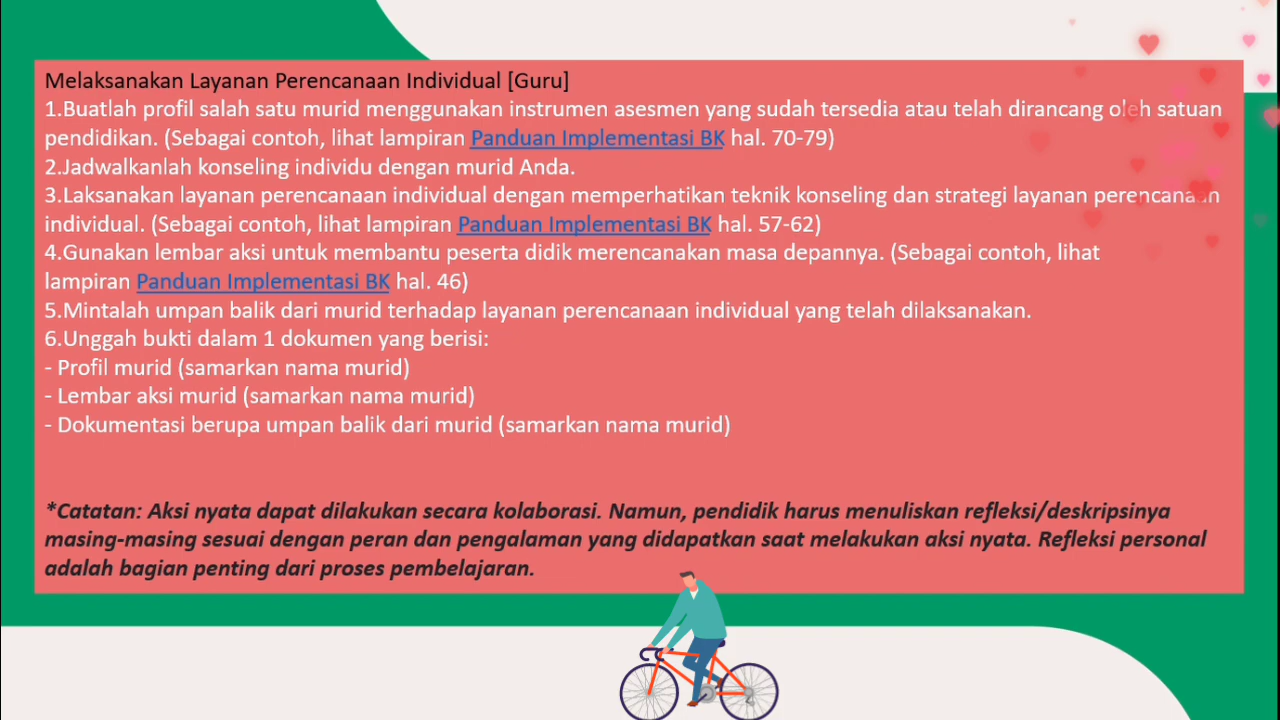 Melaksanakan Layanan Perencanaan Individual [Guru]
1.Buatlah profil salah satu murid menggunakan instrumen asesmen yang sudah tersedia atau telah dirancang oleh satuan
pendidikan. (Sebagai contoh, lihat lampiran Panduan Implementasi BK hal. 70-79)
2.Jadwalkanlah konseling individu dengan murid Anda.
3.Laksanakan layanan perencanaan individual dengan memperhatikan teknik konseling dan strategi layanan perencanaan
individual. (Sebagai contoh, lihat lampiran Panduan Implementasi BK hal. 57-62)
4.Gunakan lembar aksi untuk membantu peserta didik merencanakan masa depannya. (Sebagai contoh, lihat
lampiran Panduan Implementasi BK hal. 46)
5.Mintalah umpan balik dari murid terhadap layanan perencanaan individual yang telah dilaksanakan.
6.Unggah bukti dalam 1 dokumen yang berisi:
- Profil murid (samarkan nama murid)
- Lembar aksi murid (samarkan nama murid)
- Dokumentasi berupa umpan balik dari murid (samarkan nama murid)
*Catatan: Aksi nyata dapat dilakukan secara kolaborasi. Namun, pendidik harus menuliskan refleksi/deskripsinya
masing-masing sesuai dengan peran dan pengalaman yang didapatkan saat melakukan aksi nyata. Refleksi personal
adalah bagian penting dari proses pembelajaran.